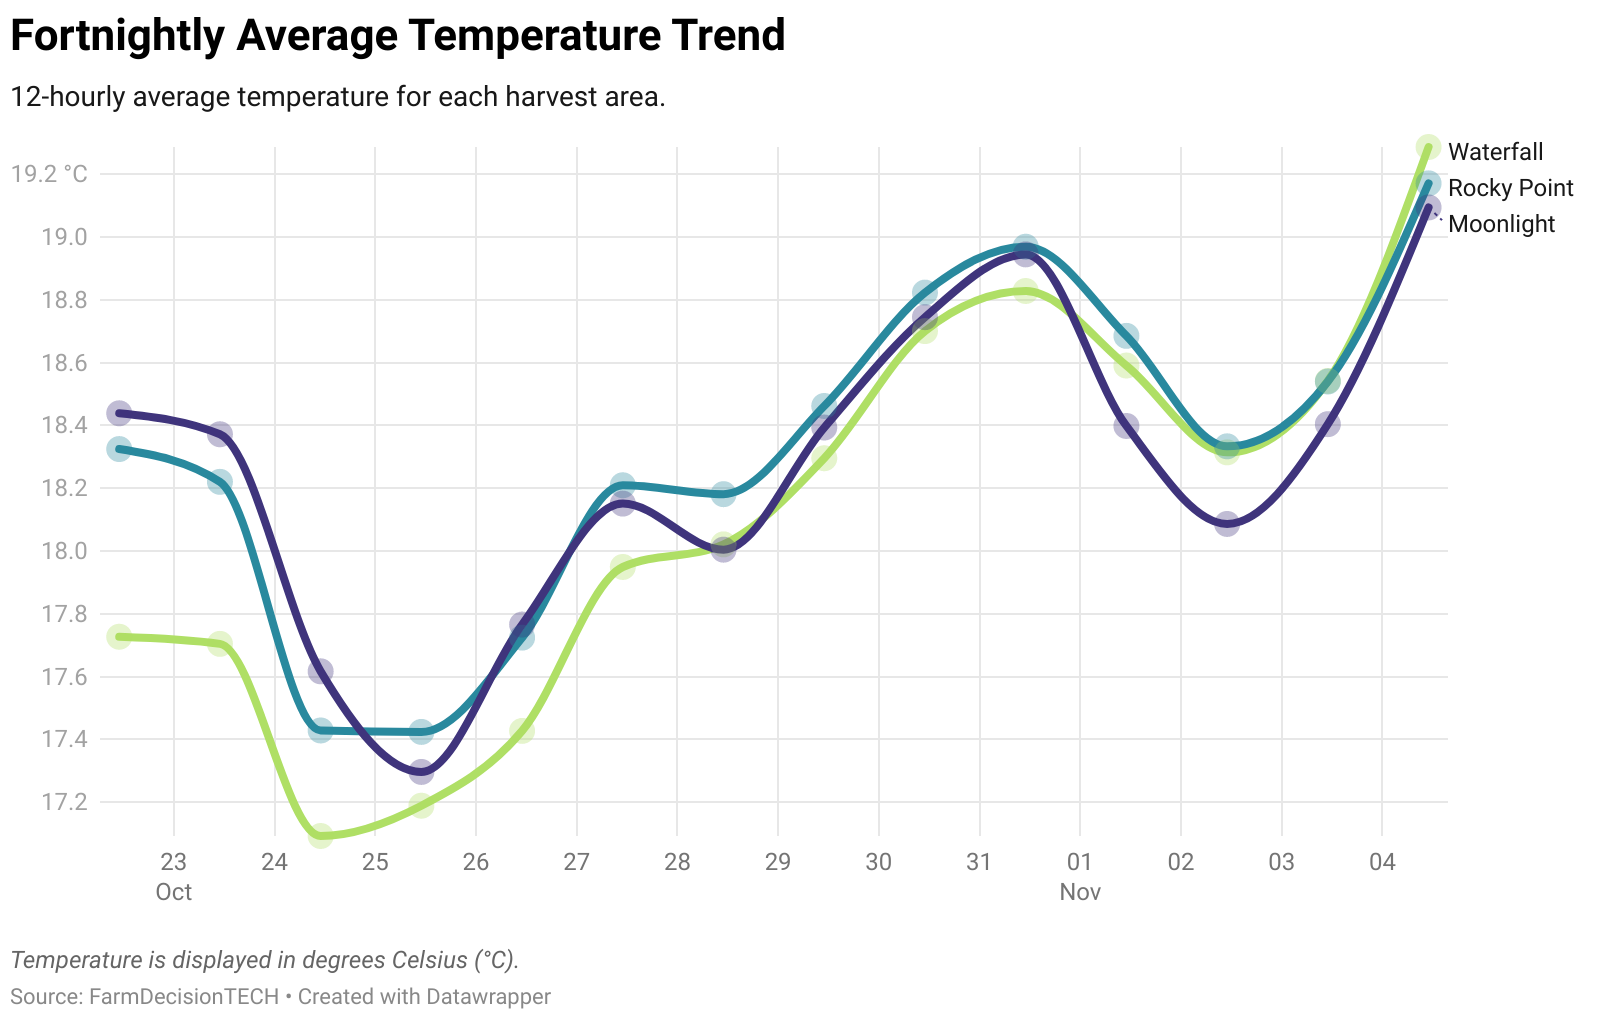 Fortnightly Average Temperature Trend
12-hourly average temperature for each harvest area.
19.2 °C
19.0
18.8
18.6
18.4
18.2
18.0
17.8
17.6
17.4
17.2
Waterfall
Rocky Point
Moonlight
23 24 25 26 27 28 29 30 31 01 02 03 04
Oct Nov
Temperature is displayed in degrees Celsius (°C).
Source: FarmDecisionTECH • Created with Datawrapper